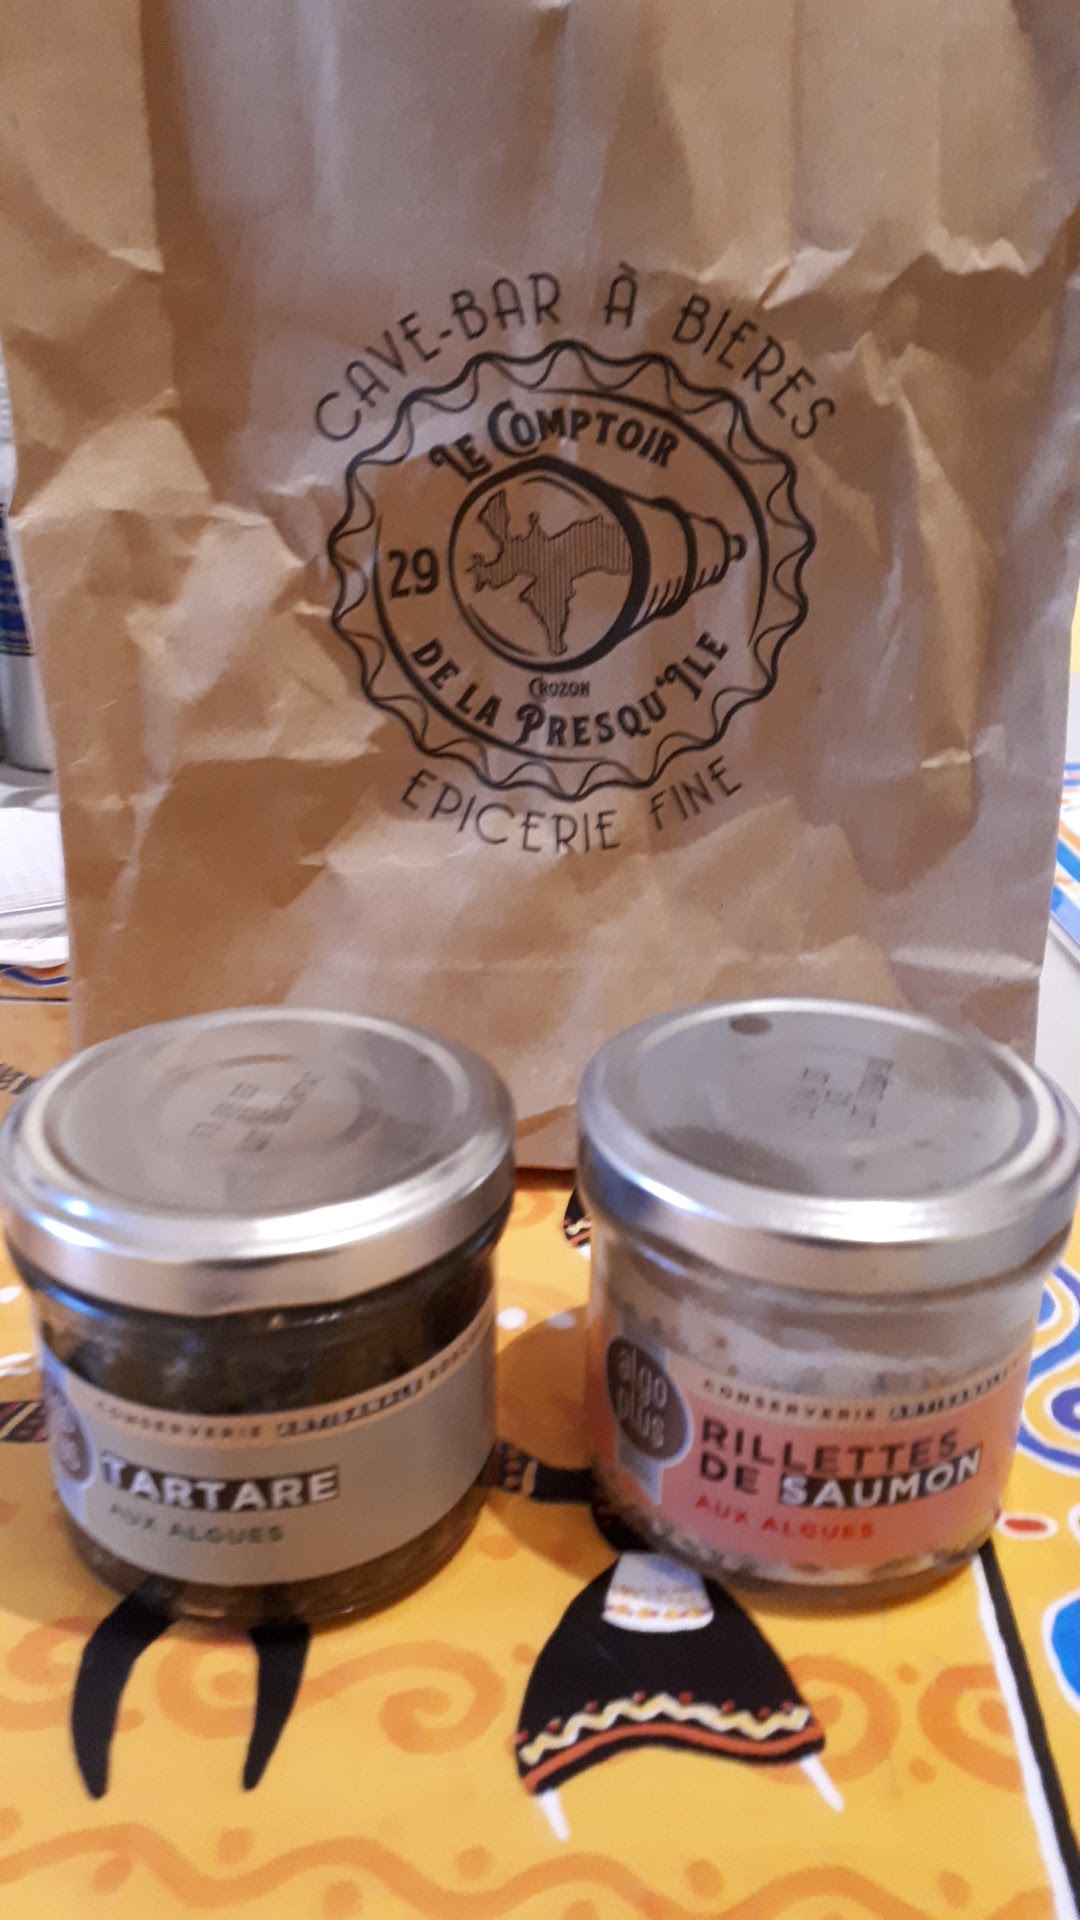 CAVE-BAR À BIERES
LE COMPTOIR
29
CROZON
DE LA PRESQU'ILE
EPICERIE FINE
CONSERVERIE
TARTARE
AUX ALGUES
algo
plus
CONSERVERIE
RILLETTES
DE SAUMON
AUX ALGUES